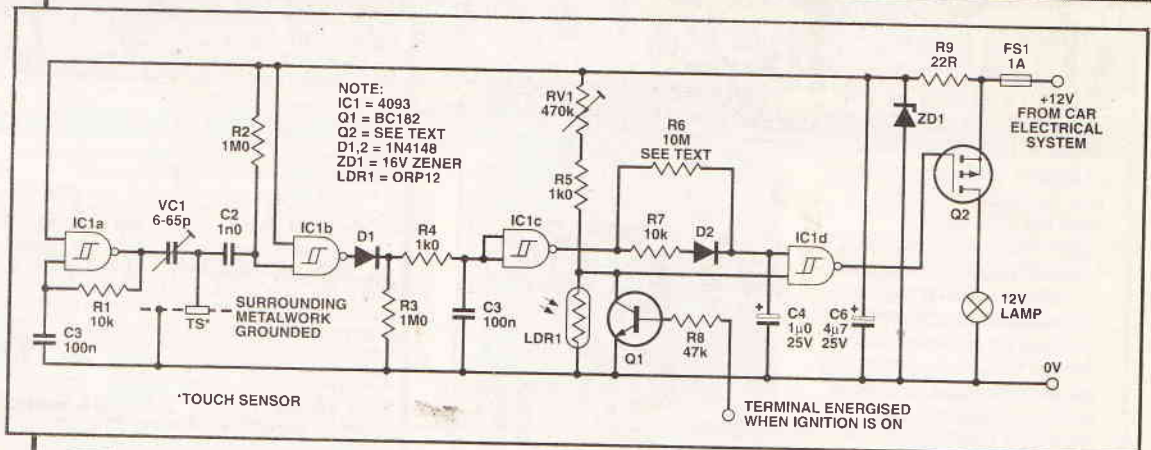 R9
22R
FS1
1A
+12V
FROM CAR
ELECTRICAL
SYSTEM
NOTE:
IC1 = 4093
Q1 = BC182
Q2 = SEE TEXT
D1,2 = 1N4148
ZD1 = 16V ZENER
LDR1 = ORP12
RV1
470k
R6
10M
SEE TEXT
ZD1
R2
1M0
R5
1k0
Q2
IC1a
VC1
6-65p
C2
1n0
IC1b
D1
R4
1k0
IC1c
R7
10k
D2
IC1d
R1
10k
TS*
SURROUNDING
METALWORK
GROUNDED
R3
1M0
C3
100n
C3
100n
LDR1
Q1
R8
47k
+
C4
1µ0
25V
+
C6
4µ7
25V
12V
LAMP
0V
*TOUCH SENSOR
TERMINAL ENERGISED
WHEN IGNITION IS ON